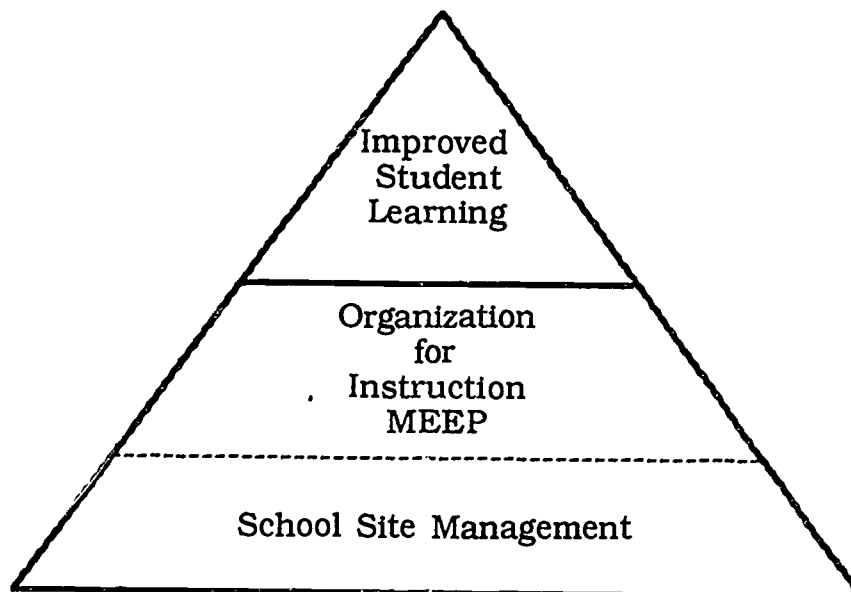 Improved
Student
Learning
Organization
for
Instruction
MEEP
School Site Management